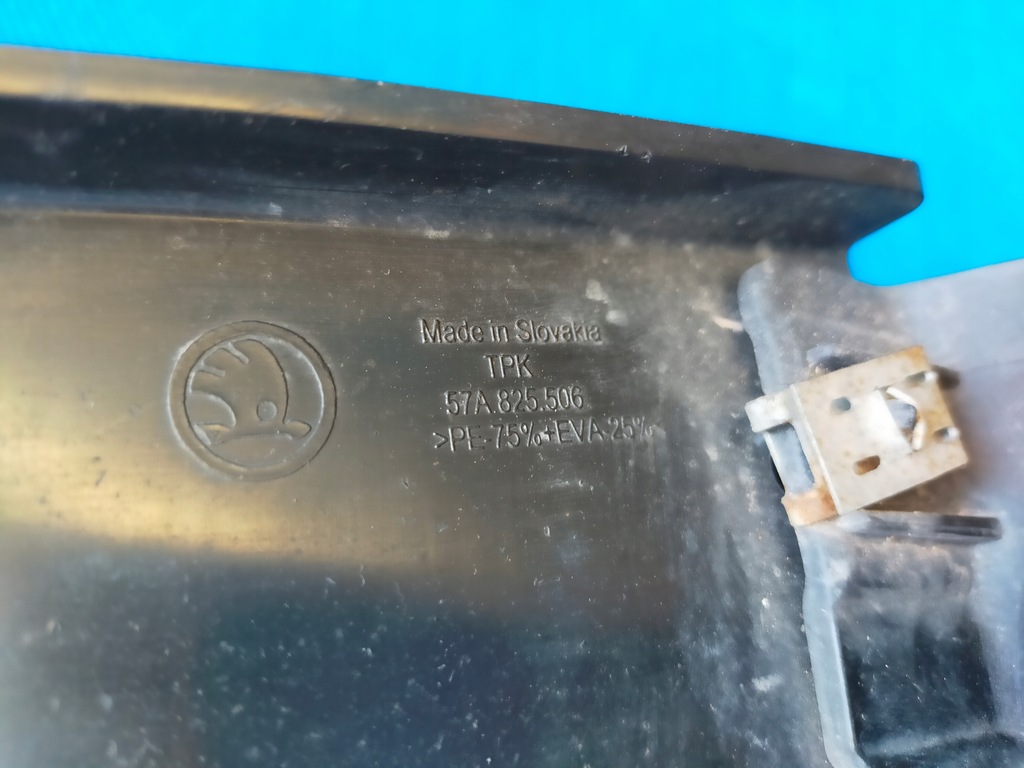 Made in Slovakia
TPK
57A.825.506
>PE-75%+EVA-25%<